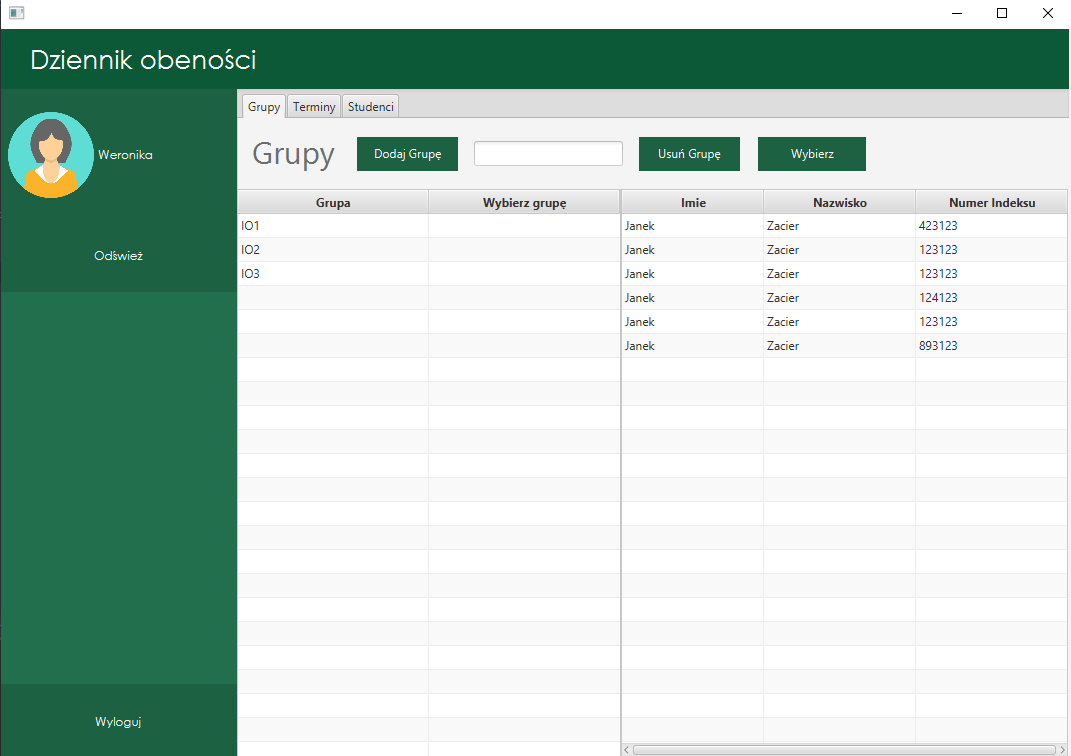 Dziennik obeności
Weronika
Odśwież
Wyloguj
Grupy Terminy Studenci
Grupy Dodaj Grupę Usuń Grupę Wybierz
Grupa Wybierz grupę Imie Nazwisko Numer Indeksu
IO1 Janek Zacier 423123
IO2 Janek Zacier 123123
IO3 Janek Zacier 123123
Janek Zacier 124123
Janek Zacier 123123
Janek Zacier 893123